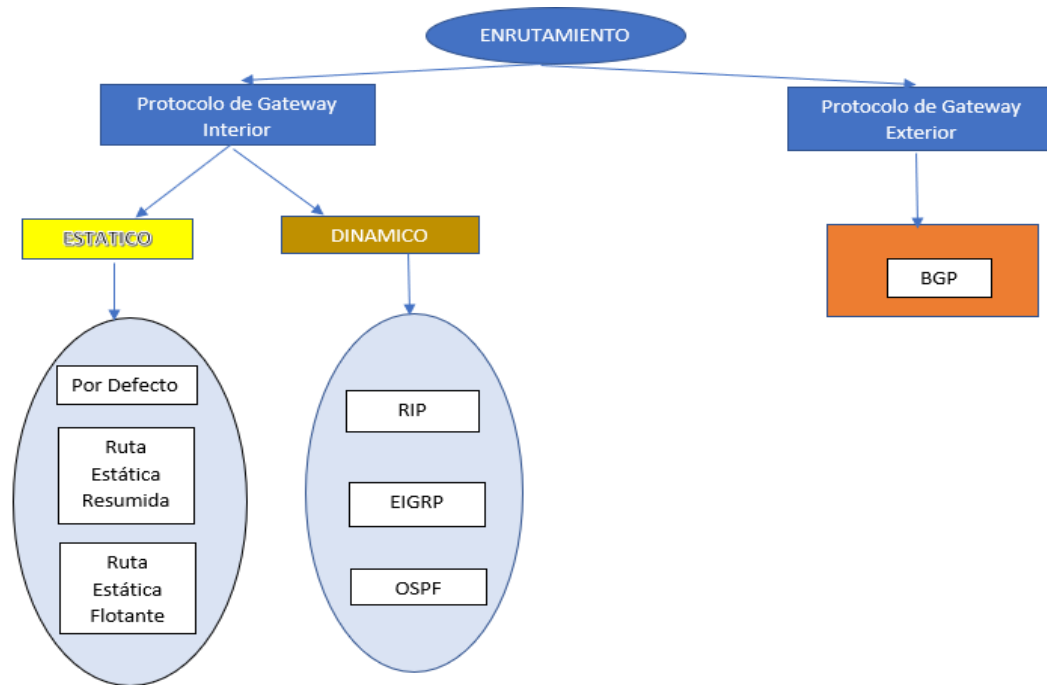 ENRUTAMIENTO
Protocolo de Gateway
Interior
Protocolo de Gateway
Exterior
ESTATICO
DINAMICO
BGP
Por Defecto
Ruta
Estática
Resumida
Ruta
Estática
Flotante
RIP
EIGRP
OSPF